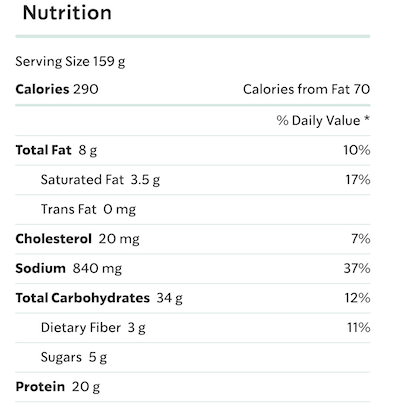 Nutrition
Serving Size 159 g
Calories 290 Calories from Fat 70
% Daily Value *
Total Fat 8 g 10%
Saturated Fat 3.5 g 17%
Trans Fat 0 mg
Cholesterol 20 mg 7%
Sodium 840 mg 37%
Total Carbohydrates 34 g 12%
Dietary Fiber 3 g 11%
Sugars 5 g
Protein 20 g